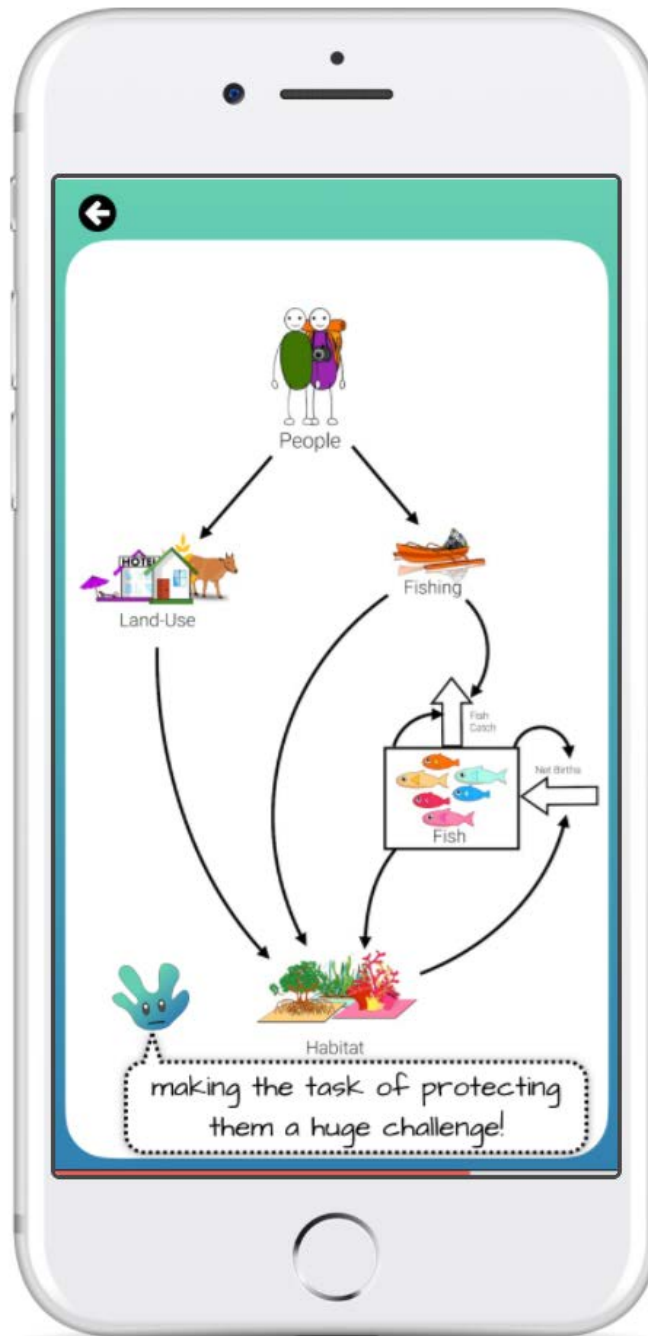 People
HOTEL
Land-Use
Fishing
Fish
Catch
Net Births
Fish
Habitat
making the task of protecting
them a huge challenge!